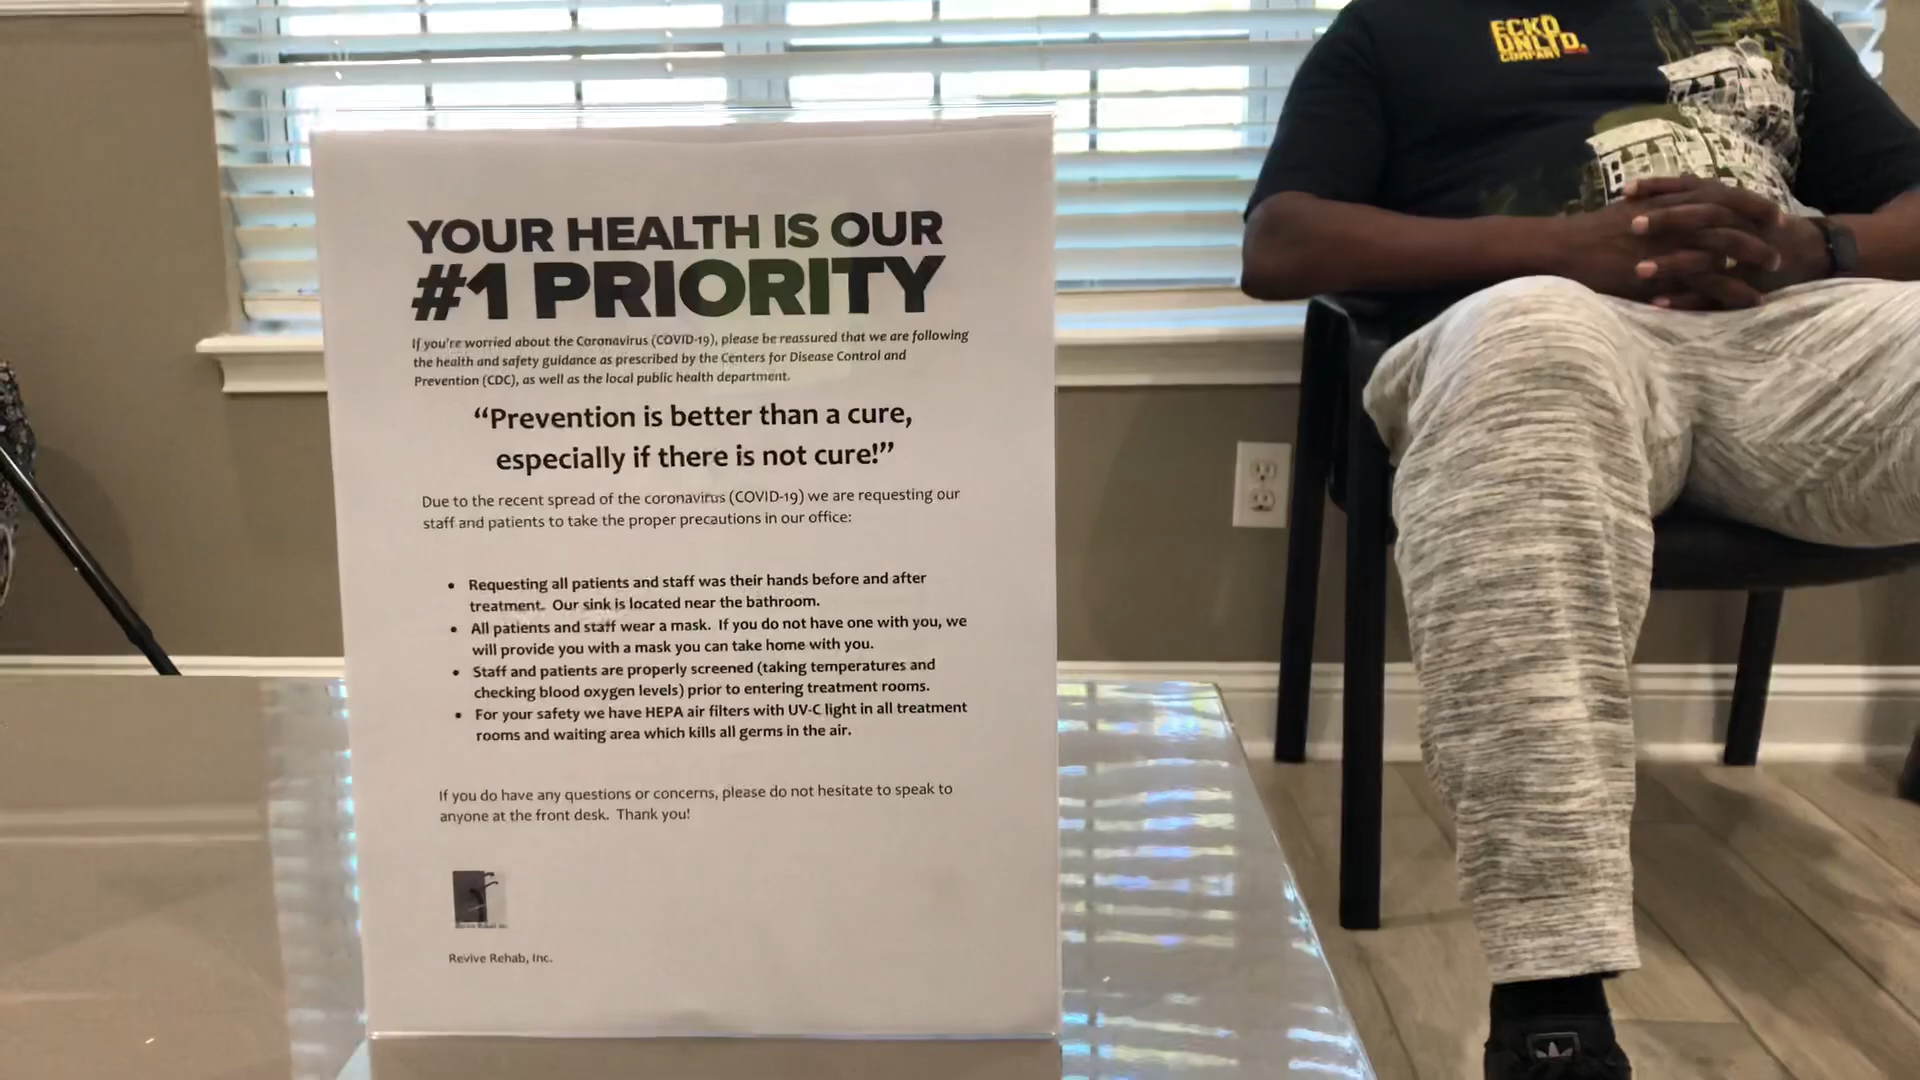 ECKO
UNLTD.
COMPANY
YOUR HEALTH IS OUR
#1 PRIORITY
If you're worried about the Coronavirus (COVID-19), please be reassured that we are following
the health and safety guidance as prescribed by the Centers for Disease Control and
Prevention (CDC), as well as the local public health department.
“Prevention is better than a cure,
especially if there is not cure!”
Due to the recent spread of the coronavirus (COVID-19) we are requesting our
staff and patients to take the proper precautions in our office:
• Requesting all patients and staff was their hands before and after
treatment. Our sink is located near the bathroom.
• All patients and staff wear a mask. If you do not have one with you, we
will provide you with a mask you can take home with you.
• Staff and patients are properly screened (taking temperatures and
checking blood oxygen levels) prior to entering treatment rooms.
• For your safety we have HEPA air filters with UV-C light in all treatment
rooms and waiting area which kills all germs in the air.
If you do have any questions or concerns, please do not hesitate to speak to
anyone at the front desk. Thank you!
Revive Rehab, Inc.